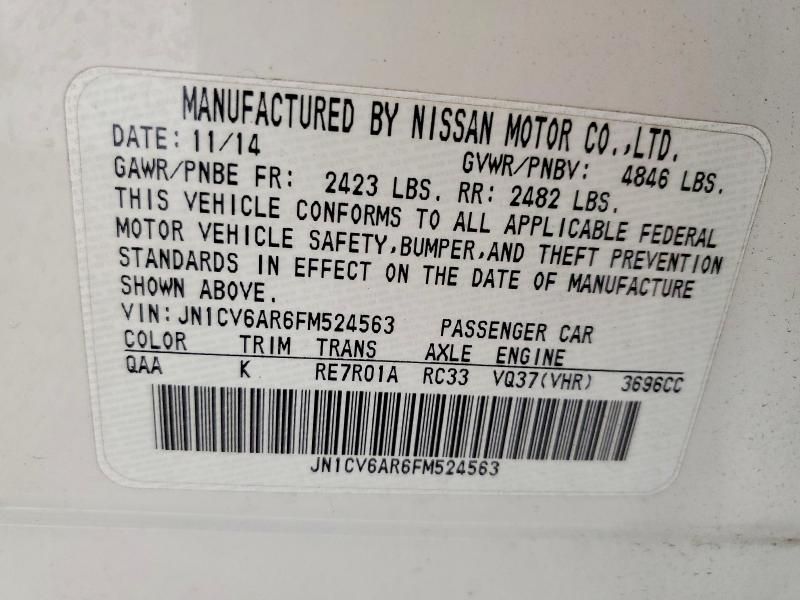 MANUFACTURED BY NISSAN MOTOR CO.,LTD.
DATE: 11/14 GVWR/PNBV: 4846 LBS.
GAWR/PNBE FR: 2423 LBS. RR: 2482 LBS.
THIS VEHICLE CONFORMS TO ALL APPLICABLE FEDERAL
MOTOR VEHICLE SAFETY,BUMPER,AND THEFT PREVENTION
STANDARDS IN EFFECT ON THE DATE OF MANUFACTURE
SHOWN ABOVE.
VIN: JN1CV6AR6FM524563 PASSENGER CAR
COLOR TRIM TRANS AXLE ENGINE
QAA K RE7R01A RC33 VQ37(VHR) 3696CC
JN1CV6AR6FM524563